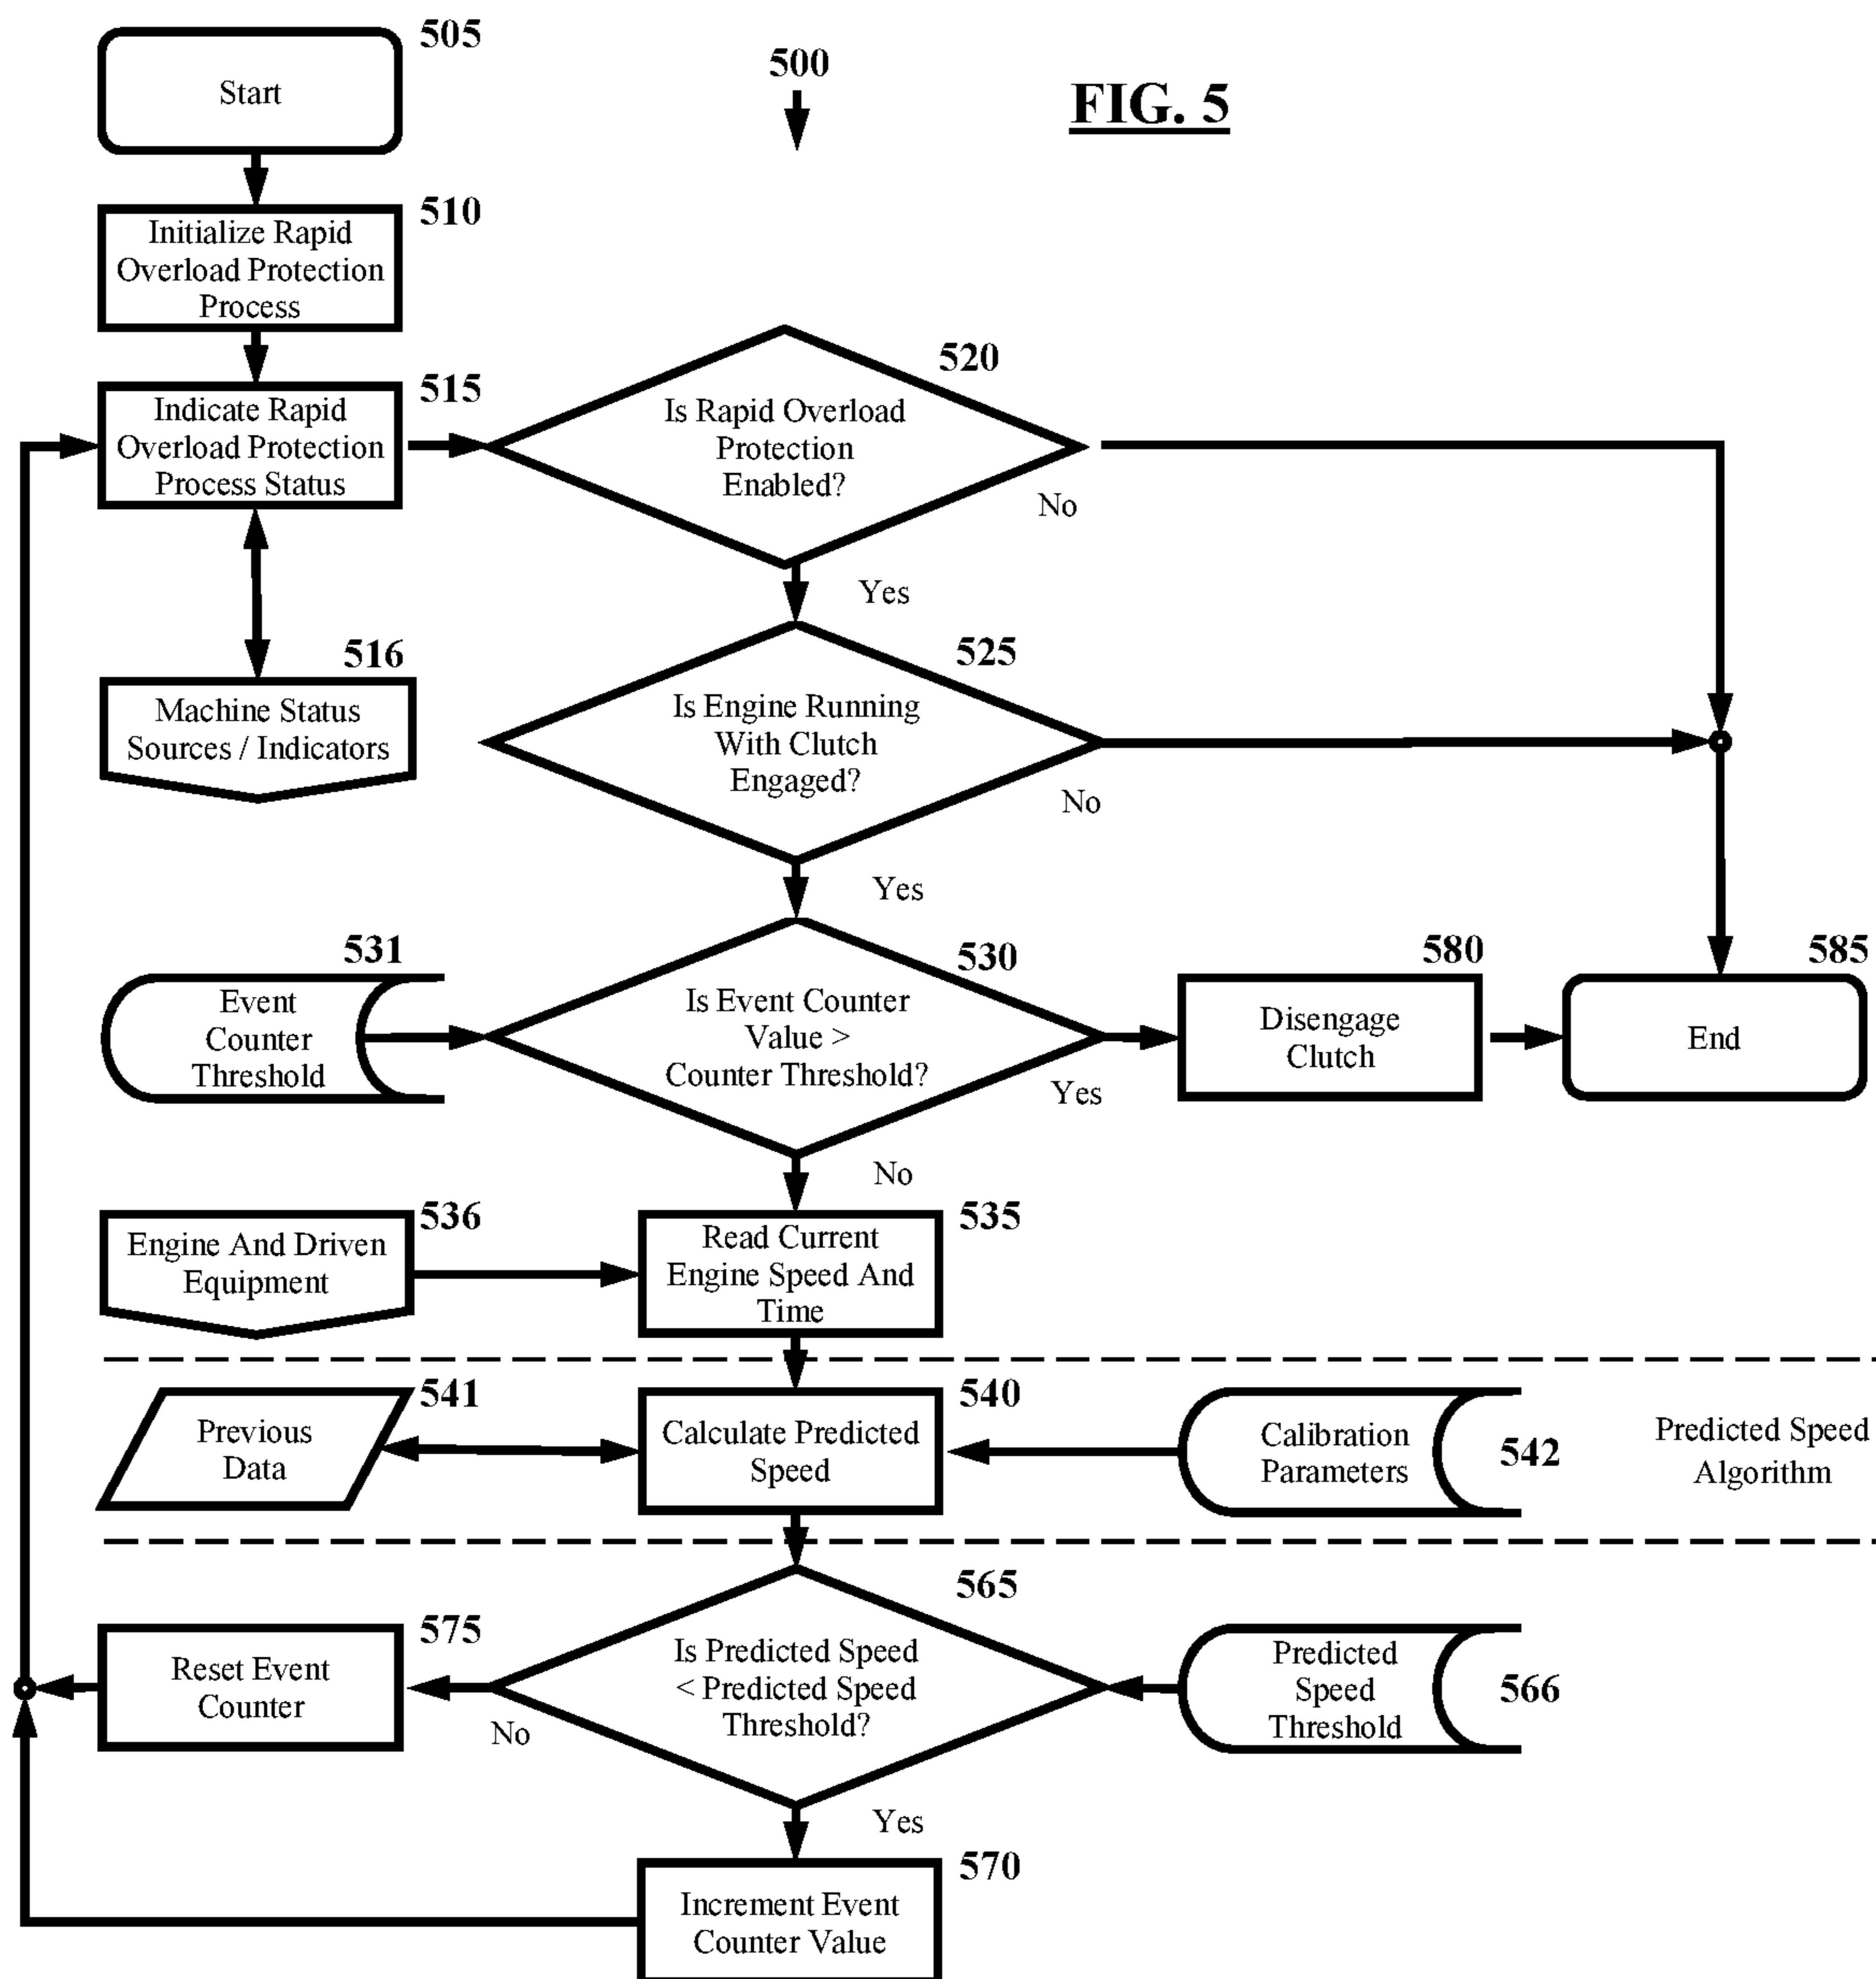 505
Start
500
FIG. 5
510
Initialize Rapid
Overload Protection
Process
515
Indicate Rapid
Overload Protection
Process Status
520
Is Rapid Overload
Protection
Enabled?
No
Yes
516
Machine Status
Sources / Indicators
525
Is Engine Running
With Clutch
Engaged?
No
Yes
531
Event
Counter
Threshold
530
Is Event Counter
Value >
Counter Threshold?
Yes
No
580
Disengage
Clutch
585
End
536
Engine And Driven
Equipment
535
Read Current
Engine Speed And
Time
541
Previous
Data
540
Calculate Predicted
Speed
Calibration
Parameters
542
Predicted Speed
Algorithm
575
Reset Event
Counter
565
Is Predicted Speed
< Predicted Speed
Threshold?
No
Yes
Predicted
Speed
Threshold
566
570
Increment Event
Counter Value